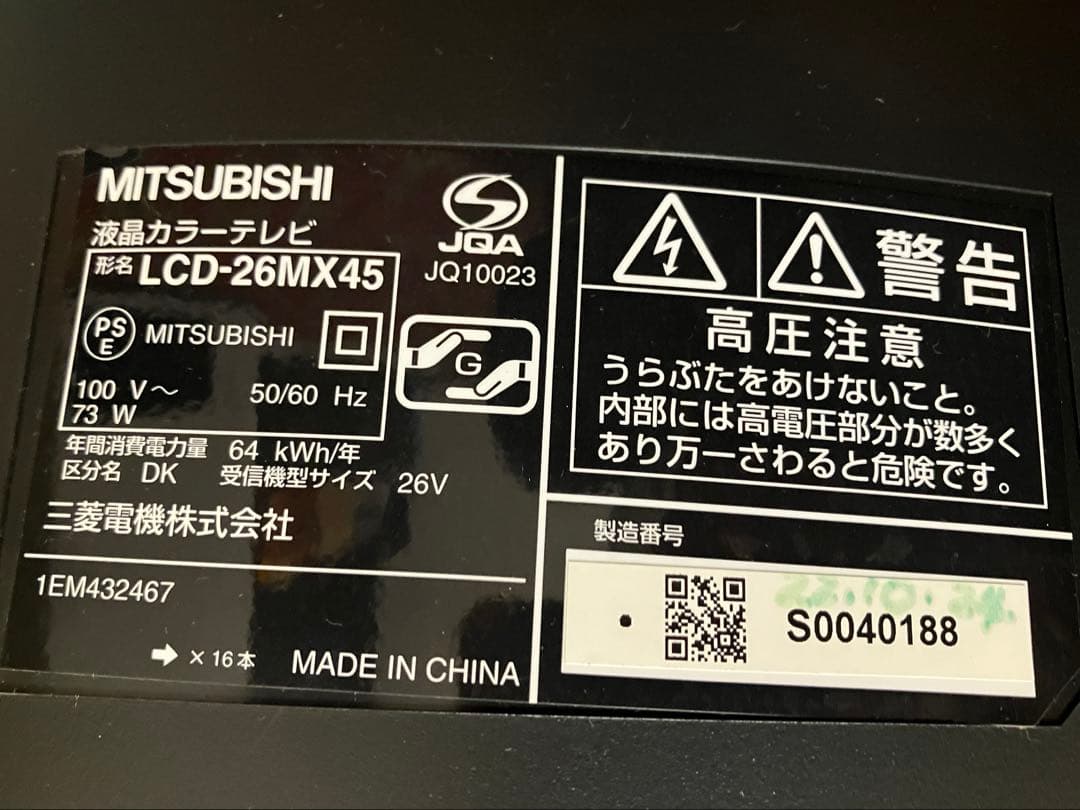 MITSUBISHI
液晶カラーテレビ
形名 LCD-26MX45
PS
E
MITSUBISHI
100 V～ 50/60 Hz
73 W
JQA
JQ10023
G
年間消費電力量 64 kWh/年
区分名 DK 受信機型サイズ 26V
三菱電機株式会社
1EM432467
× 16本 MADE IN CHINA
警告
高圧注意
うらぶたをあけないこと。
内部には高電圧部分が数多く
あり万一さわると危険です。
製造番号
S0040188